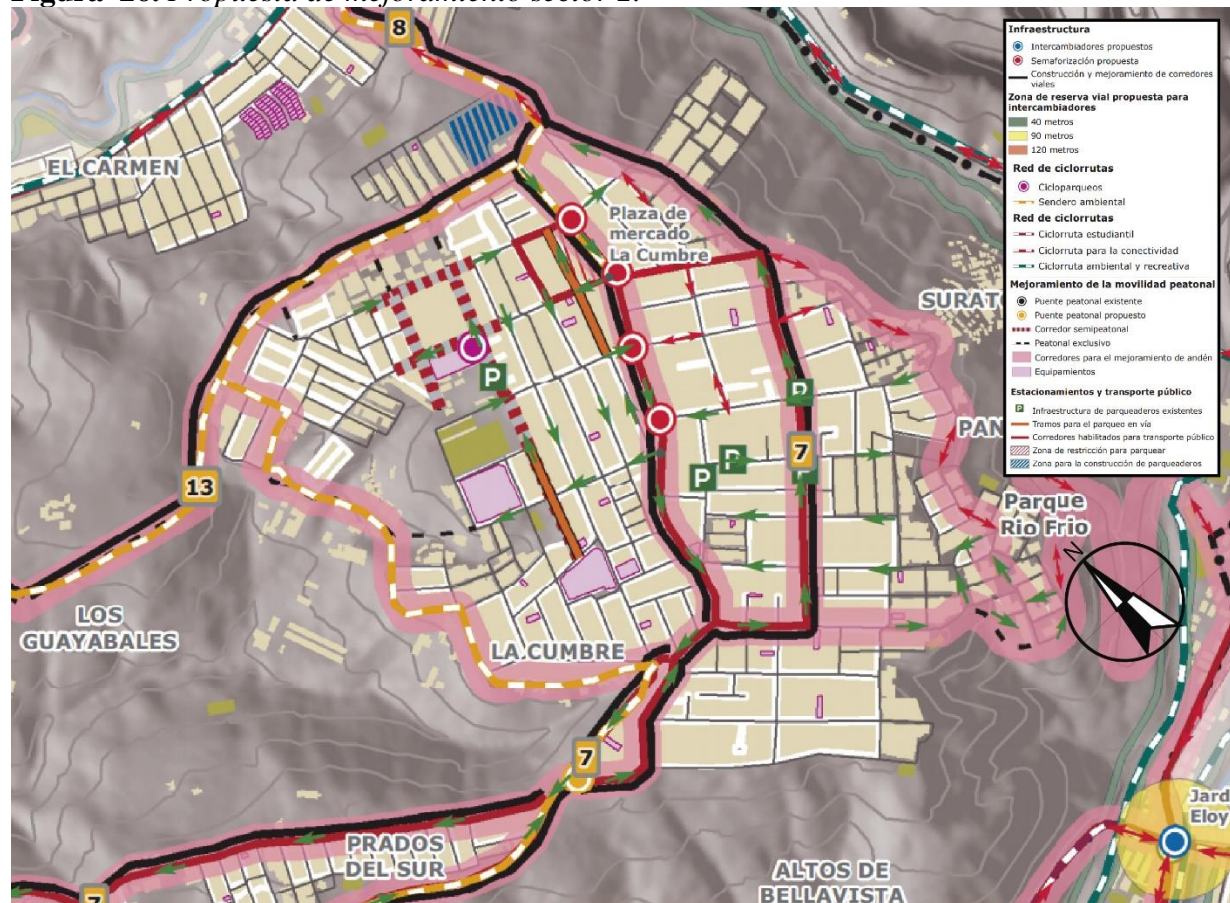 Figura 20. Propuesta de mejoramiento sector 2.
8
EL CARMEN
Plaza de
mercado
La Cumbre
P
P
P
P
P
7
13
LOS
GUAYABALES
LA CUMBRE
7
PRADOS
DEL SUR
7
ALTOS DE
BELLAVISTA
Parque
Rio Frio
N
SURATO
PAN
Jard
Eloy
Infraestructura
Intercambiadores propuestos
Semaforización propuesta
Construcción y mejoramiento de corredores
viales
Zona de reserva vial propuesta para
intercambiadores
40 metros
90 metros
120 metros
Red de ciclorrutas
Cicloparqueos
Sendero ambiental
Red de ciclorrutas
Ciclorruta estudiantil
Ciclorruta para la conectividad
Ciclorruta ambiental y recreativa
Mejoramiento de la movilidad peatonal
Puente peatonal existente
Puente peatonal propuesto
Corredor semipeatonal
Peatonal exclusivo
Corredores para el mejoramiento de andén
Equipamientos
Estacionamientos y transporte público
P Infraestructura de parqueaderos existentes
Tramos para el parqueo en vía
Corredores habilitados para transporte público
Zona de restricción para parquear
Zona para la construcción de parqueaderos